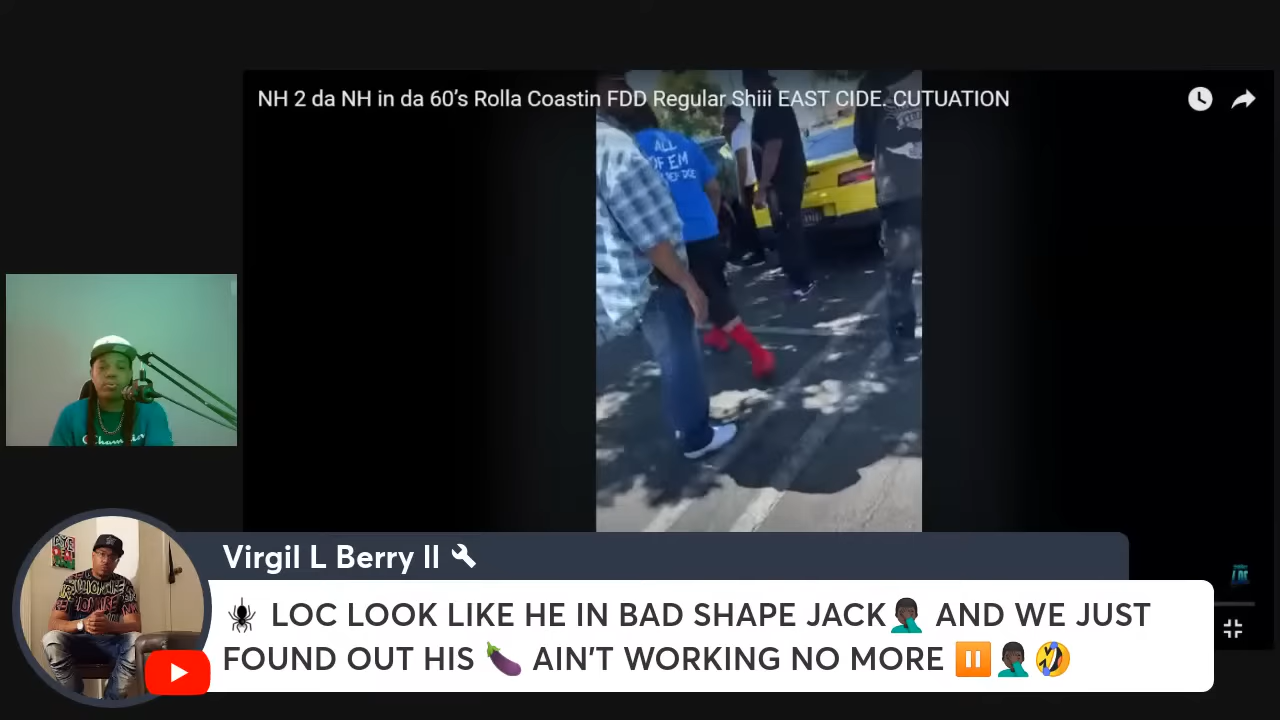 NH 2 da NH in da 60’s Rolla Coastin FDD Regular Shiii EAST CIDE. CUTUATION
ALL
OF EM
Champion
Virgil L Berry II
LOC LOOK LIKE HE IN BAD SHAPE JACK AND WE JUST
FOUND OUT HIS AIN’T WORKING NO MORE
LOC